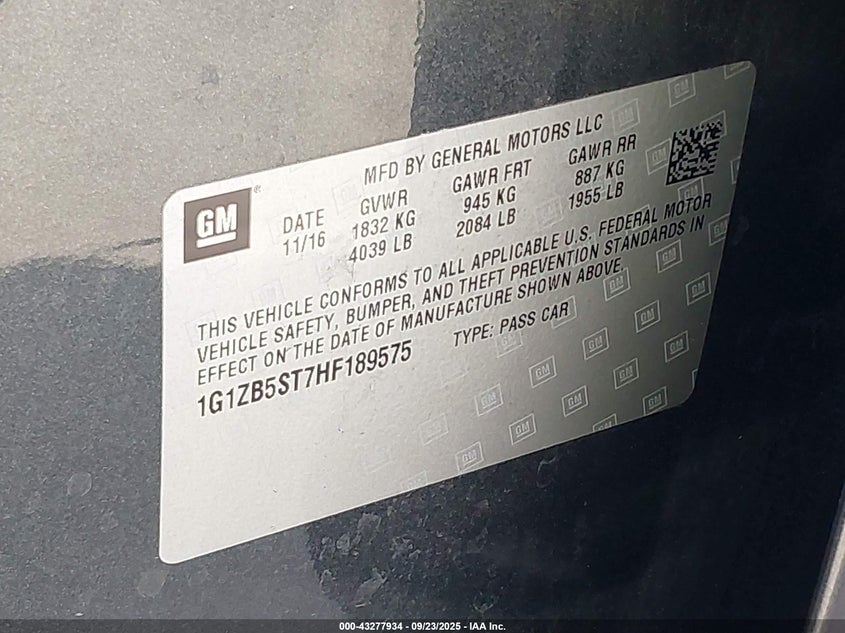 MFD BY GENERAL MOTORS LLC
GM®
DATE GVWR GAWR FRT GAWR RR
11/16 1832 KG 945 KG 887 KG
4039 LB 2084 LB 1955 LB
THIS VEHICLE CONFORMS TO ALL APPLICABLE U.S. FEDERAL MOTOR
VEHICLE SAFETY, BUMPER, AND THEFT PREVENTION STANDARDS IN
EFFECT ON THE DATE OF MANUFACTURE SHOWN ABOVE.
1G1ZB5ST7HF189575 TYPE: PASS CAR
000-43277934 - 09/23/2025 - IAA Inc.